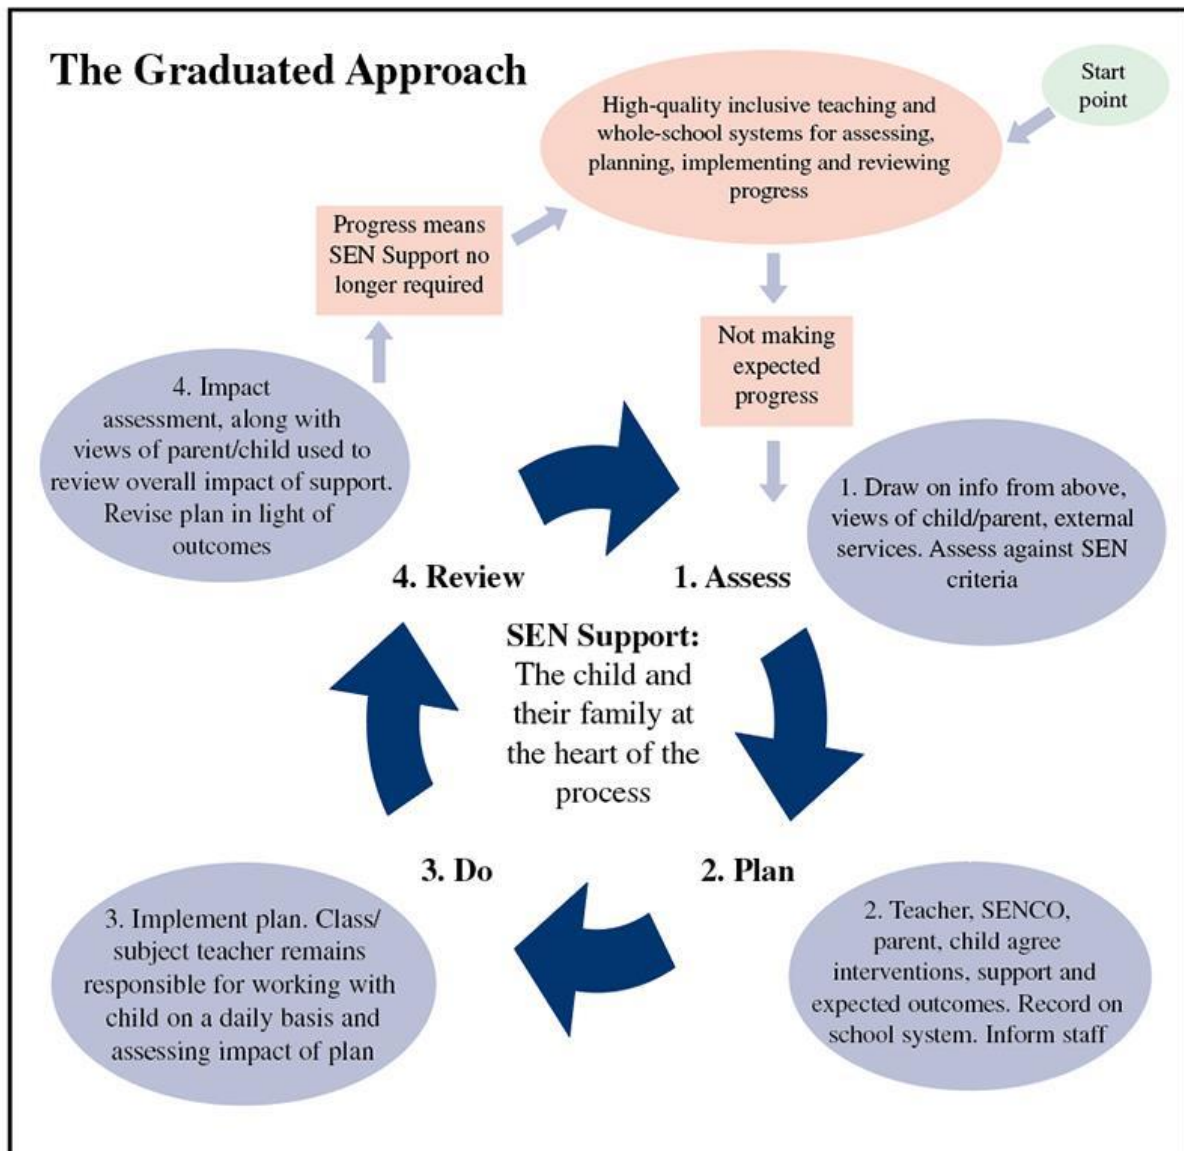 The Graduated Approach
Start
point
High-quality inclusive teaching and
whole-school systems for assessing,
planning, implementing and reviewing
progress
Progress means
SEN Support no
longer required
Not making
expected
progress
4. Impact
assessment, along with
views of parent/child used to
review overall impact of support.
Revise plan in light of
outcomes
1. Draw on info from above,
views of child/parent, external
services. Assess against SEN
criteria
4. Review
1. Assess
SEN Support:
The child and
their family at
the heart of the
process
3. Do
2. Plan
3. Implement plan. Class/
subject teacher remains
responsible for working with
child on a daily basis and
assessing impact of plan
2. Teacher, SENCO,
parent, child agree
interventions, support and
expected outcomes. Record on
school system. Inform staff